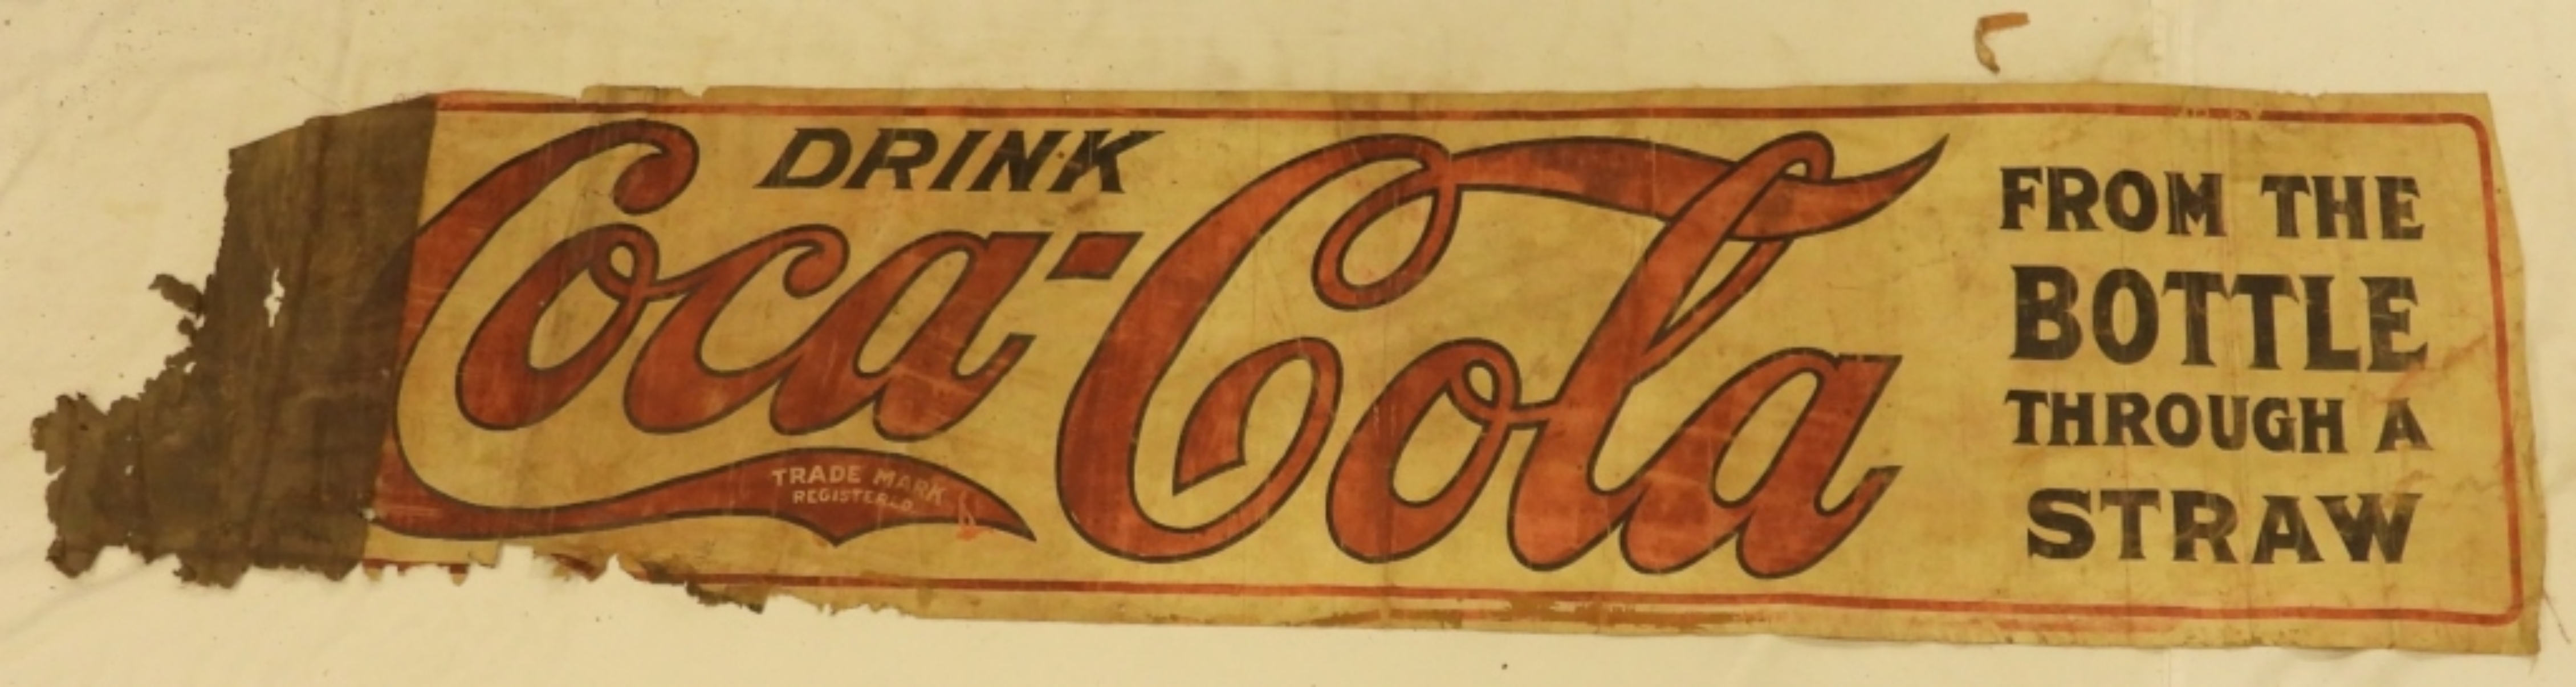 DRINK
Coca-Cola
TRADE MARK
REGISTERED
FROM THE
BOTTLE
THROUGH A
STRAW